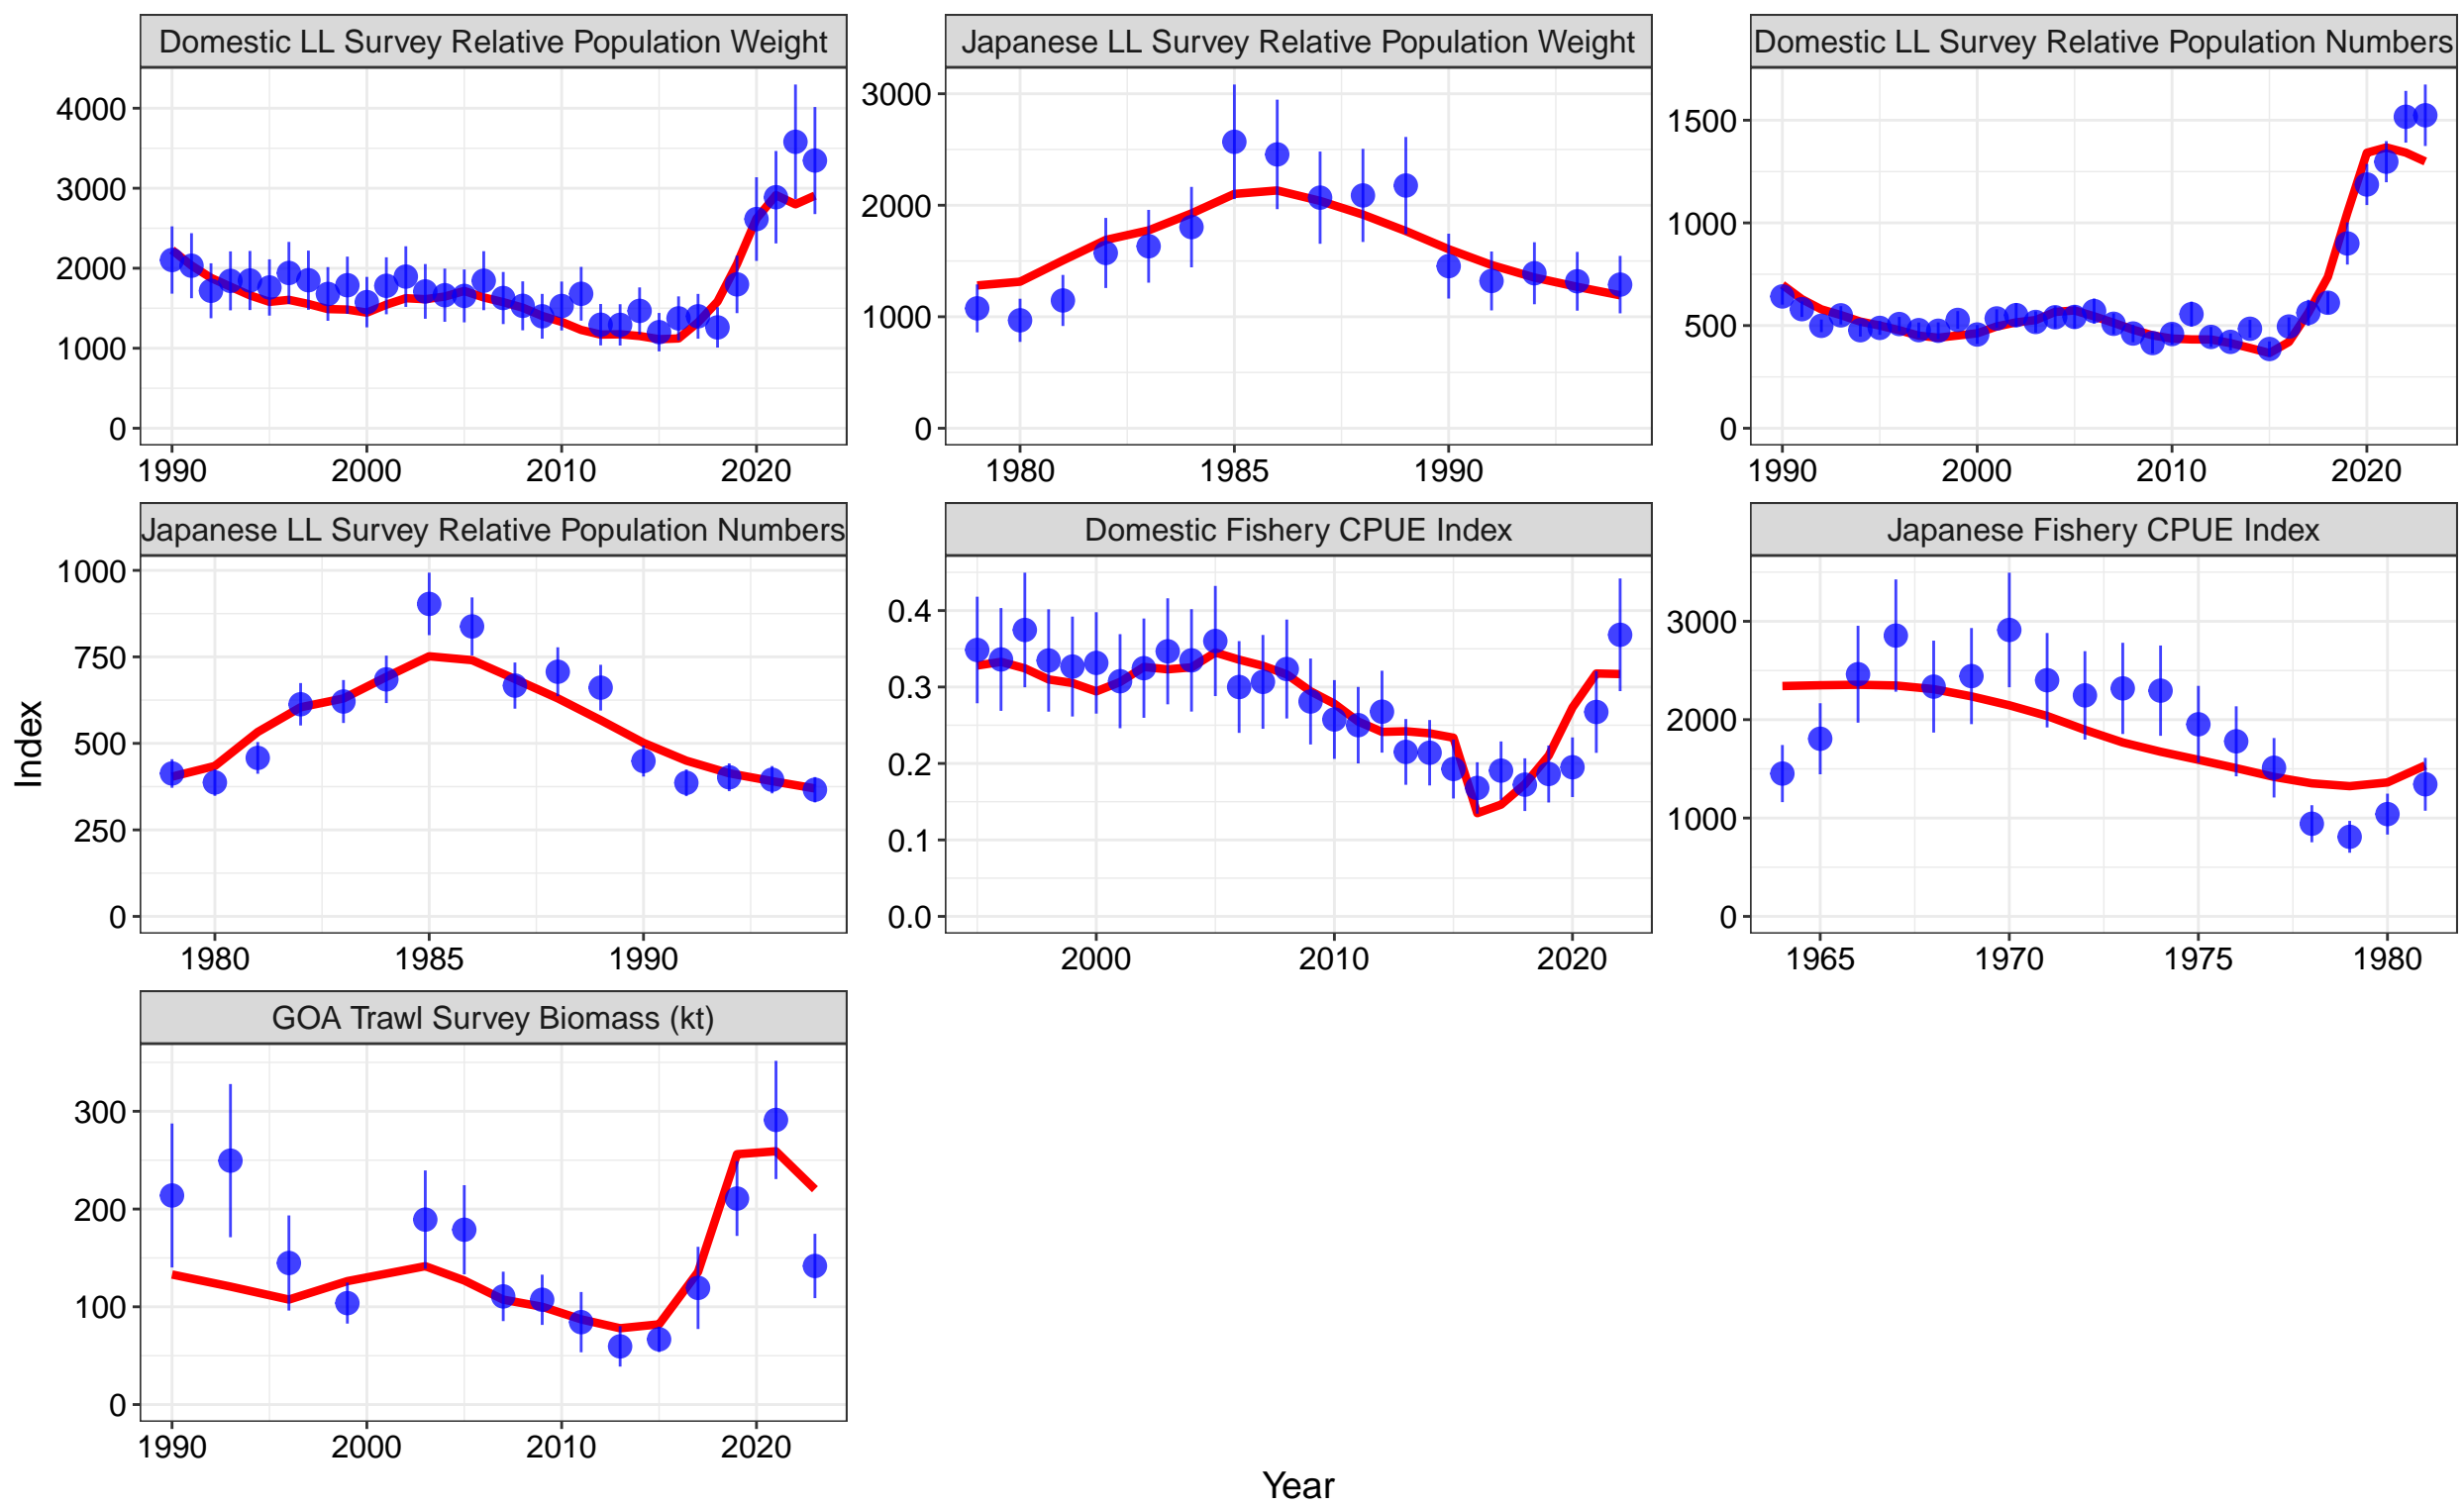 Domestic LL Survey Relative Population Weight
Japanese LL Survey Relative Population Weight
Domestic LL Survey Relative Population Numbers
4000
3000
2000
1000
0
1990 2000 2010 2020
3000
2000
1000
0
1980 1985 1990
1500
1000
500
0
1990 2000 2010 2020
Japanese LL Survey Relative Population Numbers
Domestic Fishery CPUE Index
Japanese Fishery CPUE Index
1000
750
500
250
0
1980 1985 1990
0.4
0.3
0.2
0.1
0.0
2000 2010 2020
3000
2000
1000
0
1965 1970 1975 1980
Index
GOA Trawl Survey Biomass (kt)
300
200
100
0
1990 2000 2010 2020
Year